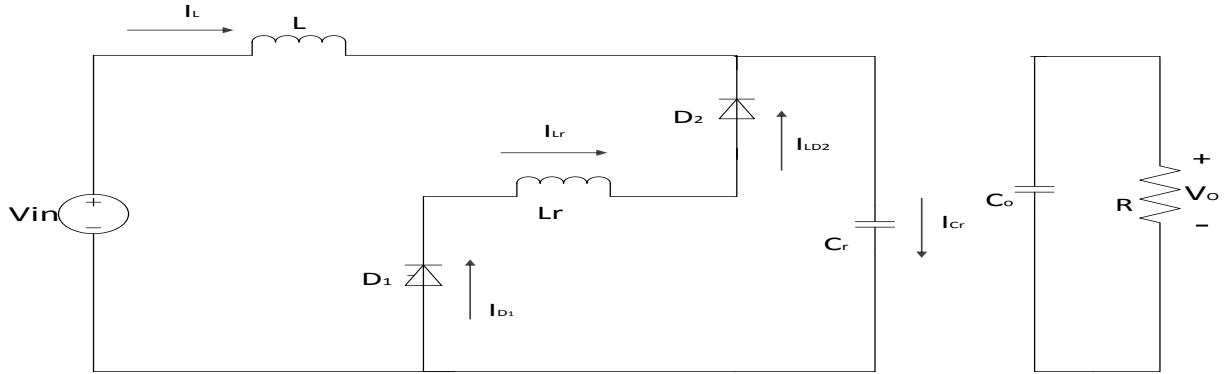 IL
L
D2
ILr
ILD2
+
Vin
+
−
Lr
Co
R
Vo
ICr
Cr
−
D1
ID1